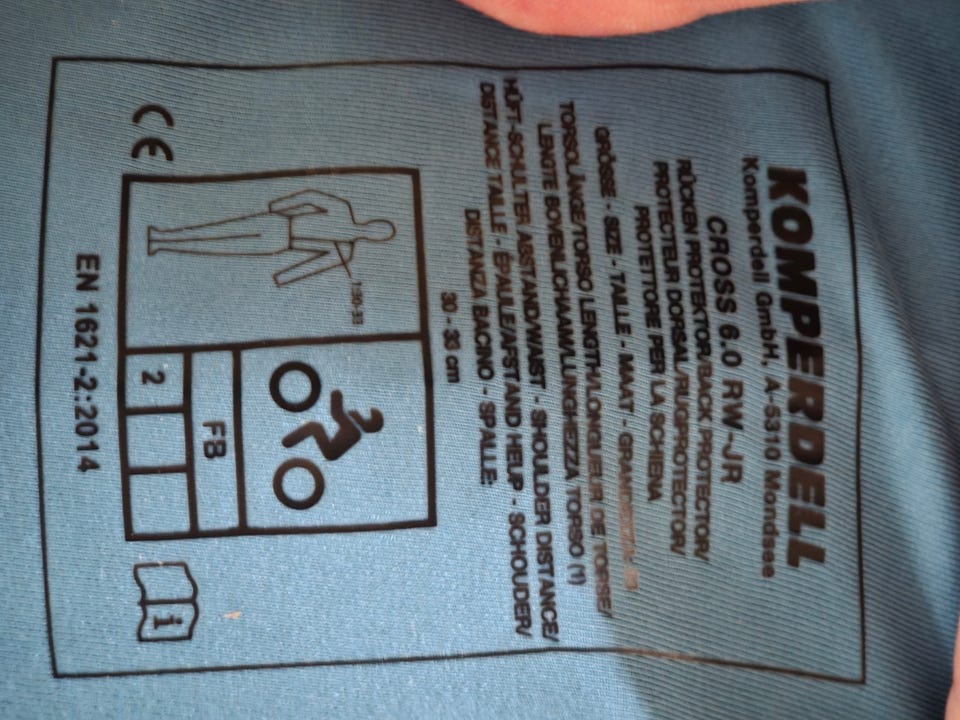 KOMPERDELL
Komperdell GmbH, A-5310 Mondsee
CROSS 6.0 RW-JR
RÜCKEN PROTEKTOR/BACK PROTECTOR/
PROTECTEUR DORSAL/RUGPROTECTOR/
PROTETTORE PER LA SCHIENA
GRÖSSE - SIZE - TAILLE - MAAT - GRANDEZZA
TORSOLÄNGE/TORSO LENGTH/LONGUEUR DE TORSE/
LENGTE BOVENLICHAAM/LUNGHEZZA TORSO (1)
HÜFT-SCHULTER ABSTAND/WAIST - SHOULDER DISTANCE/
DISTANCE TAILLE - ÉPAULE/AFSTAND HEUP - SCHOUDER/
DISTANZA BACINO - SPALLE
30 - 33 cm
1:30-33
FB
2
CE
EN 1621-2:2014
i